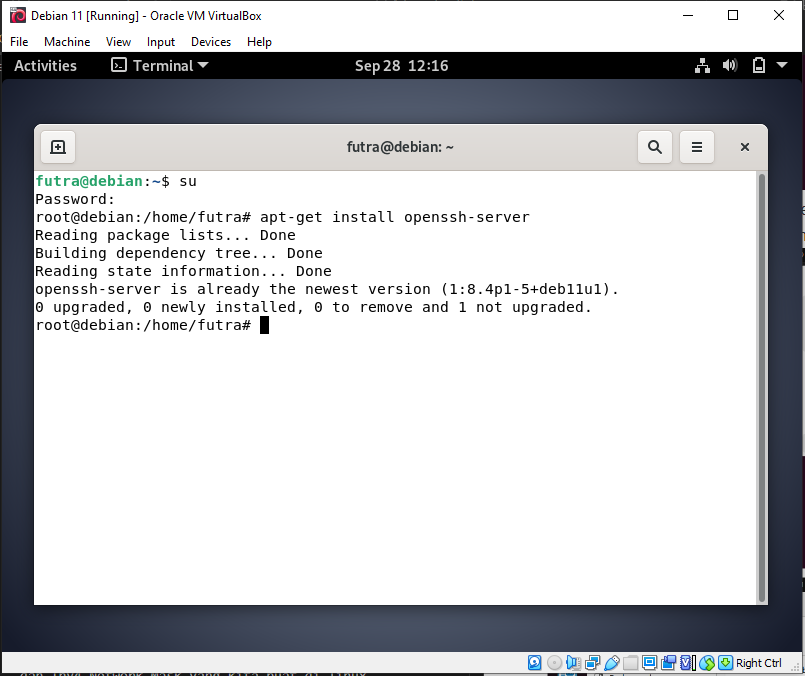 Debian 11 [Running] - Oracle VM VirtualBox
File Machine View Input Devices Help
Activities Terminal Sep 28 12:16
futra@debian: ~
futra@debian:~$ su
Password:
root@debian:/home/futra# apt-get install openssh-server
Reading package lists... Done
Building dependency tree... Done
Reading state information... Done
openssh-server is already the newest version (1:8.4p1-5+deb11u1).
0 upgraded, 0 newly installed, 0 to remove and 1 not upgraded.
root@debian:/home/futra#
Right Ctrl